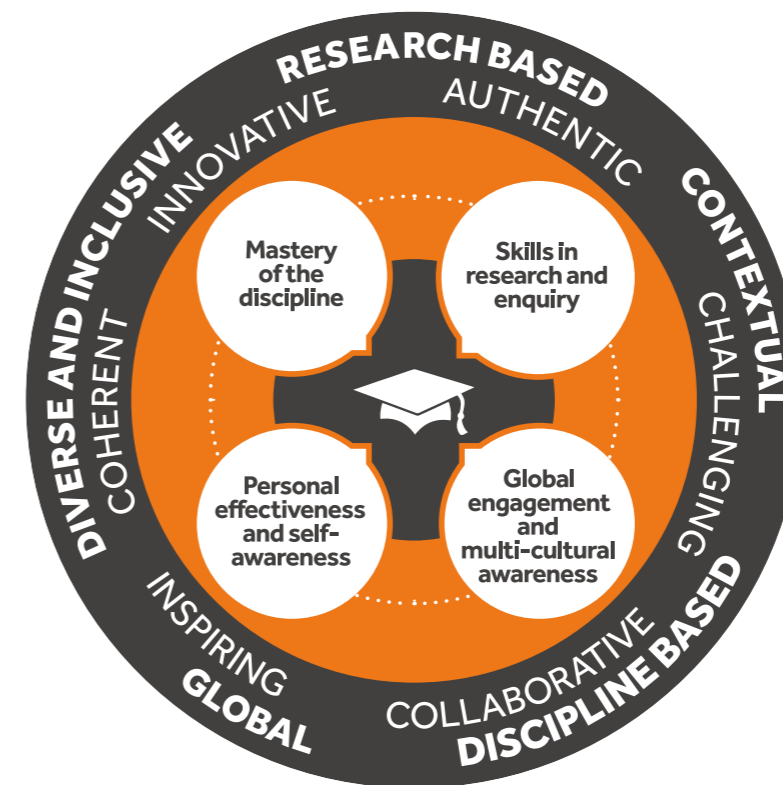 RESEARCH BASED
INNOVATIVE
AUTHENTIC
DIVERSE AND INCLUSIVE
COHERENT
CONTEXTUAL
CHALLENGING
Mastery
of the
discipline
Skills in
research and
enquiry
Personal
effectiveness
and self-
awareness
Global
engagement
and
multi-cultural
awareness
INSPIRING
GLOBAL
COLLABORATIVE
DISCIPLINE BASED